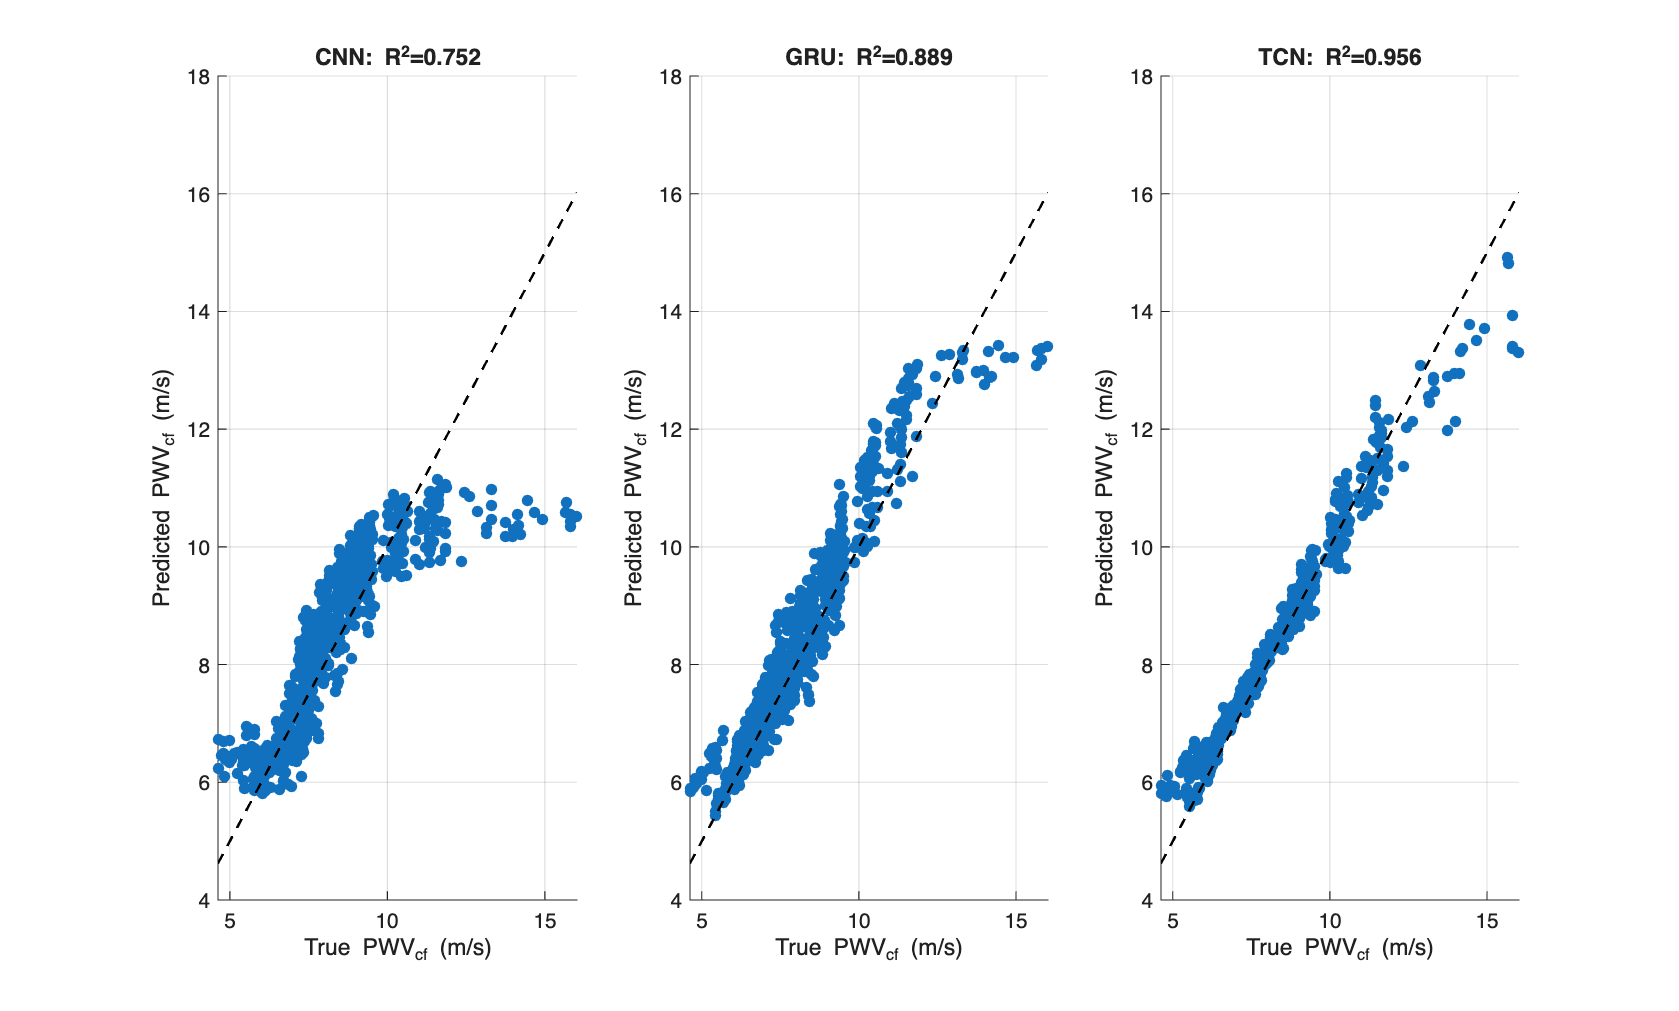 CNN: R²=0.752
18
16
14
12
10
8
6
4
Predicted PWVcf (m/s)
5 10 15
True PWVcf (m/s)
GRU: R²=0.889
18
16
14
12
10
8
6
4
Predicted PWVcf (m/s)
5 10 15
True PWVcf (m/s)
TCN: R²=0.956
18
16
14
12
10
8
6
4
Predicted PWVcf (m/s)
5 10 15
True PWVcf (m/s)